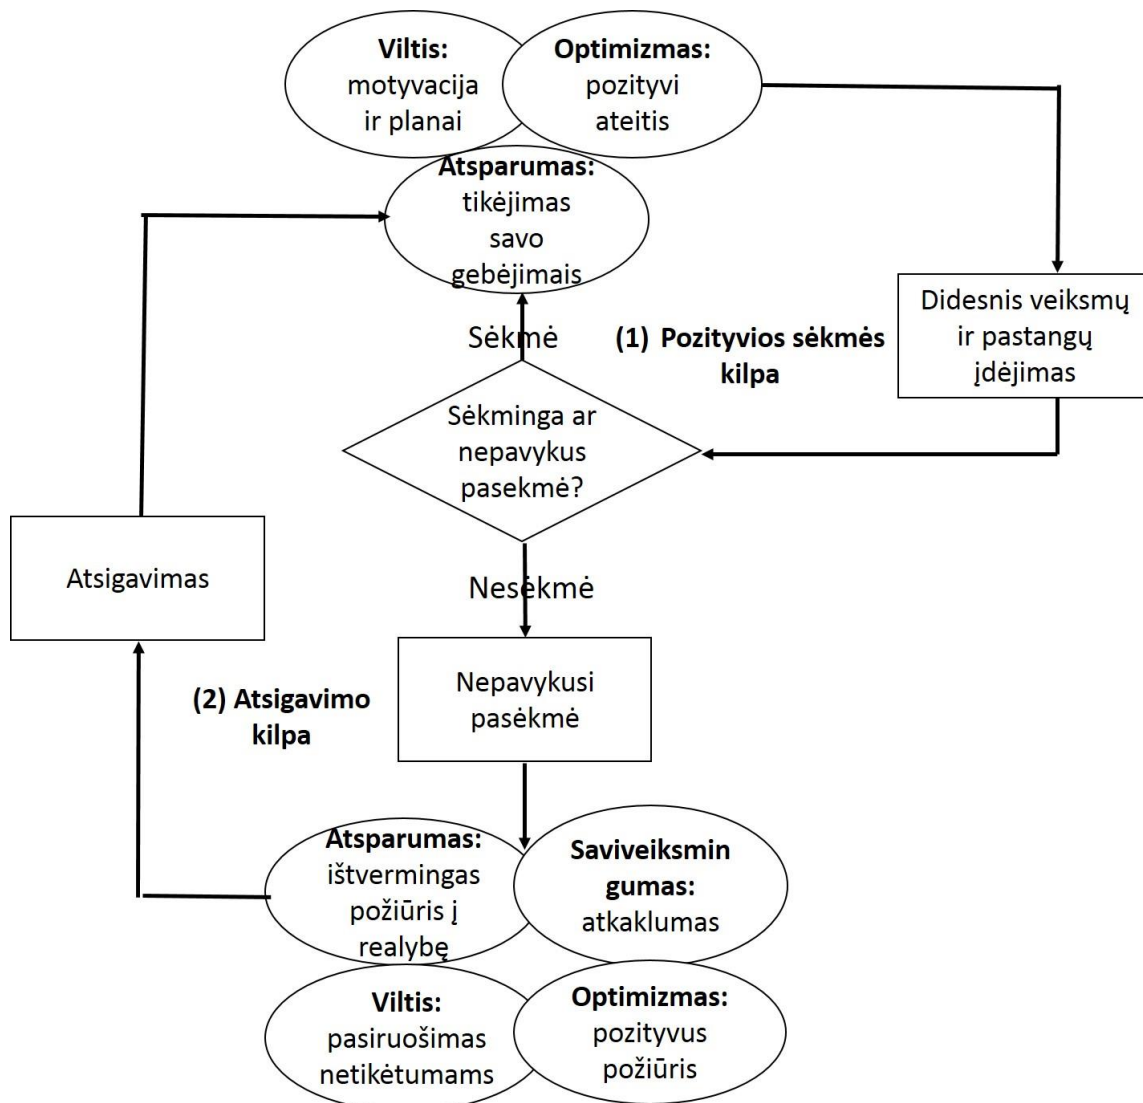 Viltis:
motyvacija
ir planai
Optimizmas:
pozityvi
ateitis
Atsparumas:
tikėjimas
savo
gebėjimais
Didesnis veiksmų
ir pastangų
įdėjimas
Sėkmė
(1) Pozityvios sėkmės
kilpa
Sėkminga ar
nepavykus
pasekmė?
Atsigavimas
Nesėkmė
Nepavykusi
pasėkmė
(2) Atsigavimo
kilpa
Atsparumas:
ištvermingas
požiūris į
realybę
Saviveiksmin
gumas:
atkaklumas
Viltis:
pasiruošimas
netikėtumams
Optimizmas:
pozityvus
požiūris